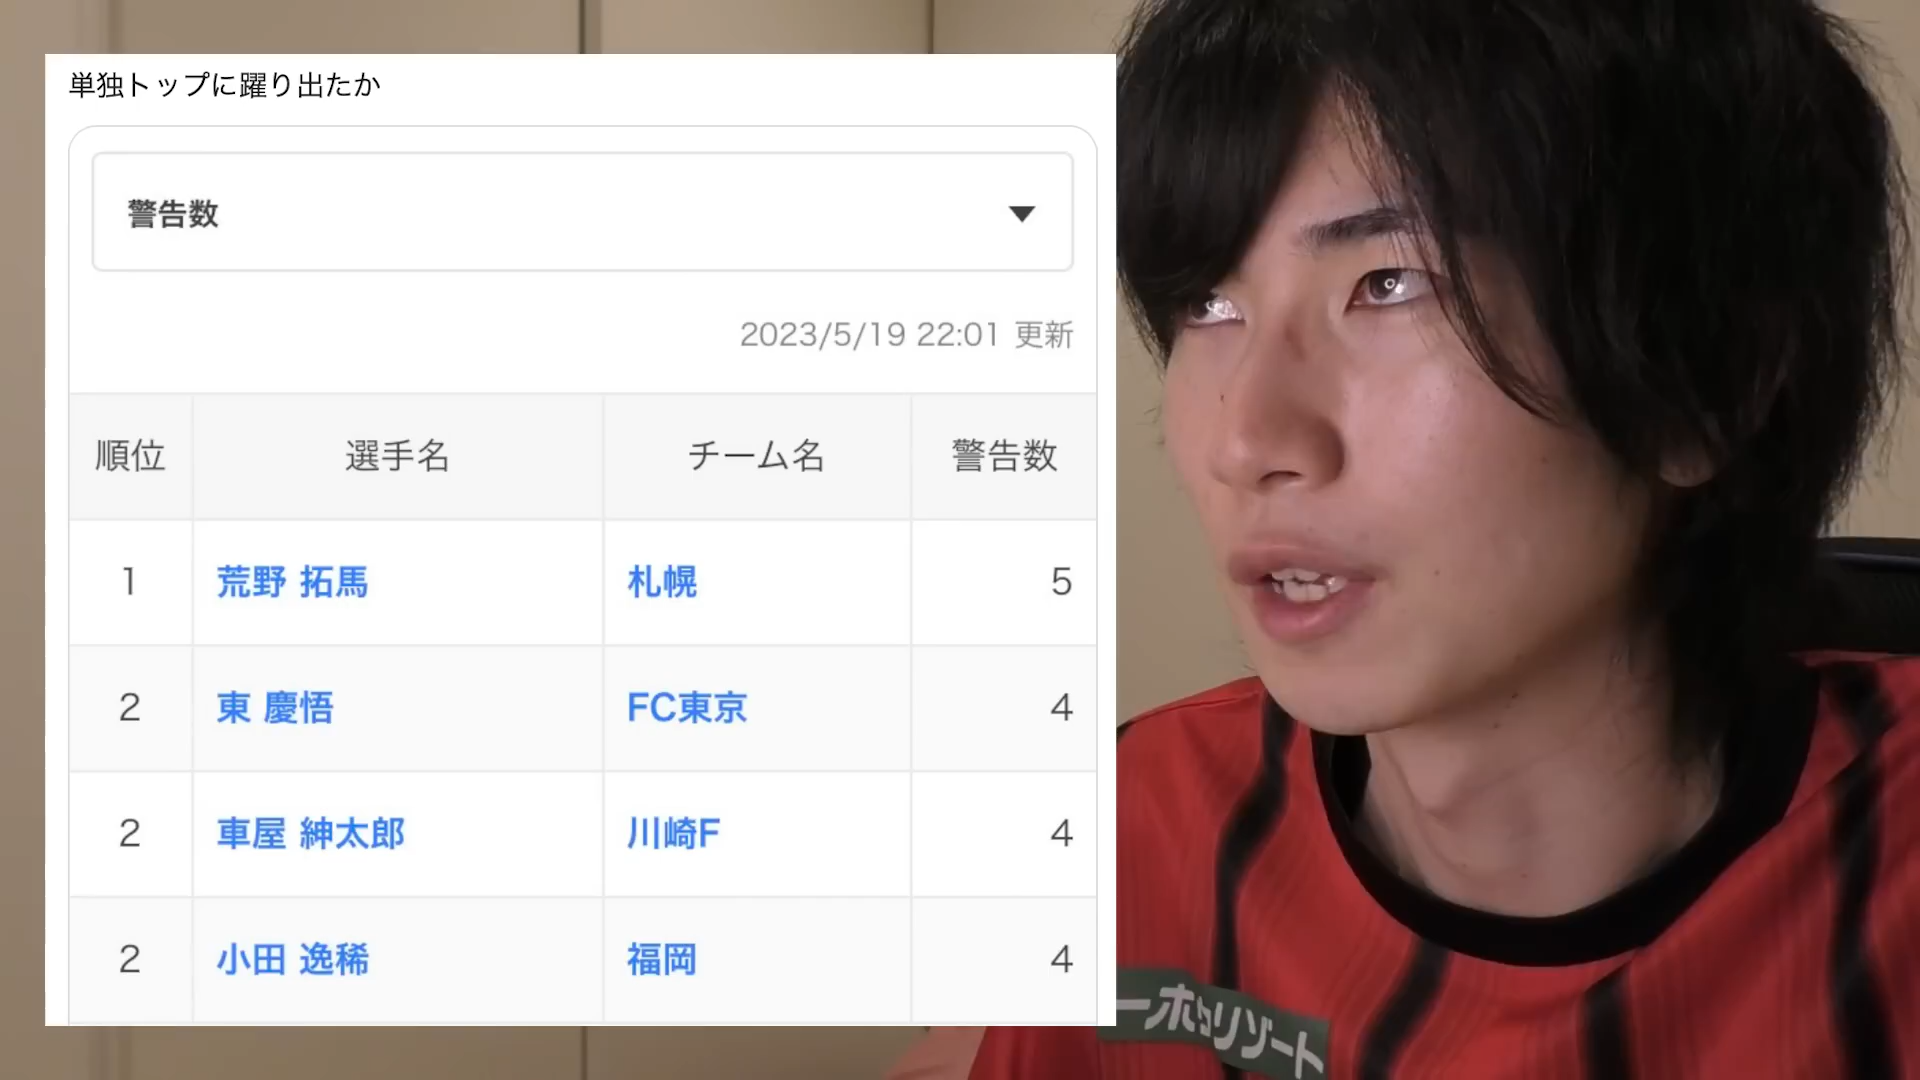 単独トップに躍り出たか
警告数
2023/5/19 22:01 更新
順位 選手名 チーム名 警告数
1 荒野 拓馬 札幌 5
2 東 慶悟 FC東京 4
2 車屋 紳太郎 川崎F 4
2 小田 逸稀 福岡 4
リゾート